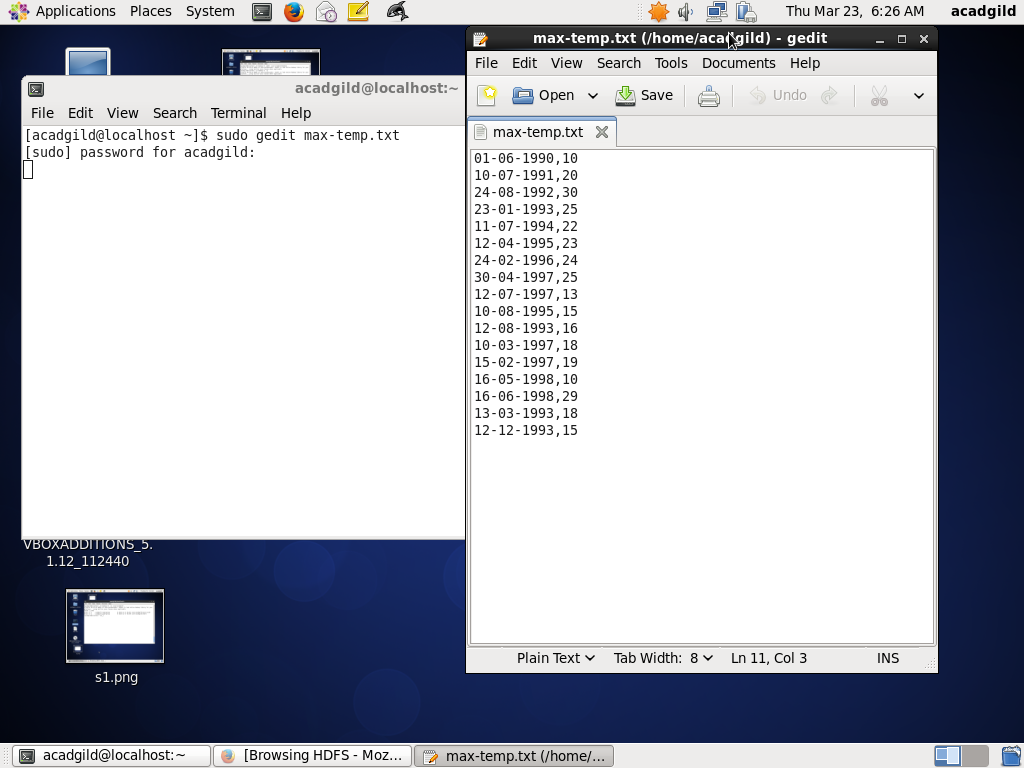 Applications Places System
Thu Mar 23, 6:26 AM acadgild
acadgild@localhost:~
File Edit View Search Terminal Help
[acadgild@localhost ~]$ sudo gedit max-temp.txt
[sudo] password for acadgild:
VBOXADDITIONS_5.
1.12_112440
s1.png
max-temp.txt (/home/acadgild) - gedit
File Edit View Search Tools Documents Help
Open Save Undo
max-temp.txt
01-06-1990,10
10-07-1991,20
24-08-1992,30
23-01-1993,25
11-07-1994,22
12-04-1995,23
24-02-1996,24
30-04-1997,25
12-07-1997,13
10-08-1995,15
12-08-1993,16
10-03-1997,18
15-02-1997,19
16-05-1998,10
16-06-1998,29
13-03-1993,18
12-12-1993,15
Plain Text Tab Width: 8 Ln 11, Col 3 INS
acadgild@localhost:~ [Browsing HDFS - Moz... max-temp.txt (/home/...